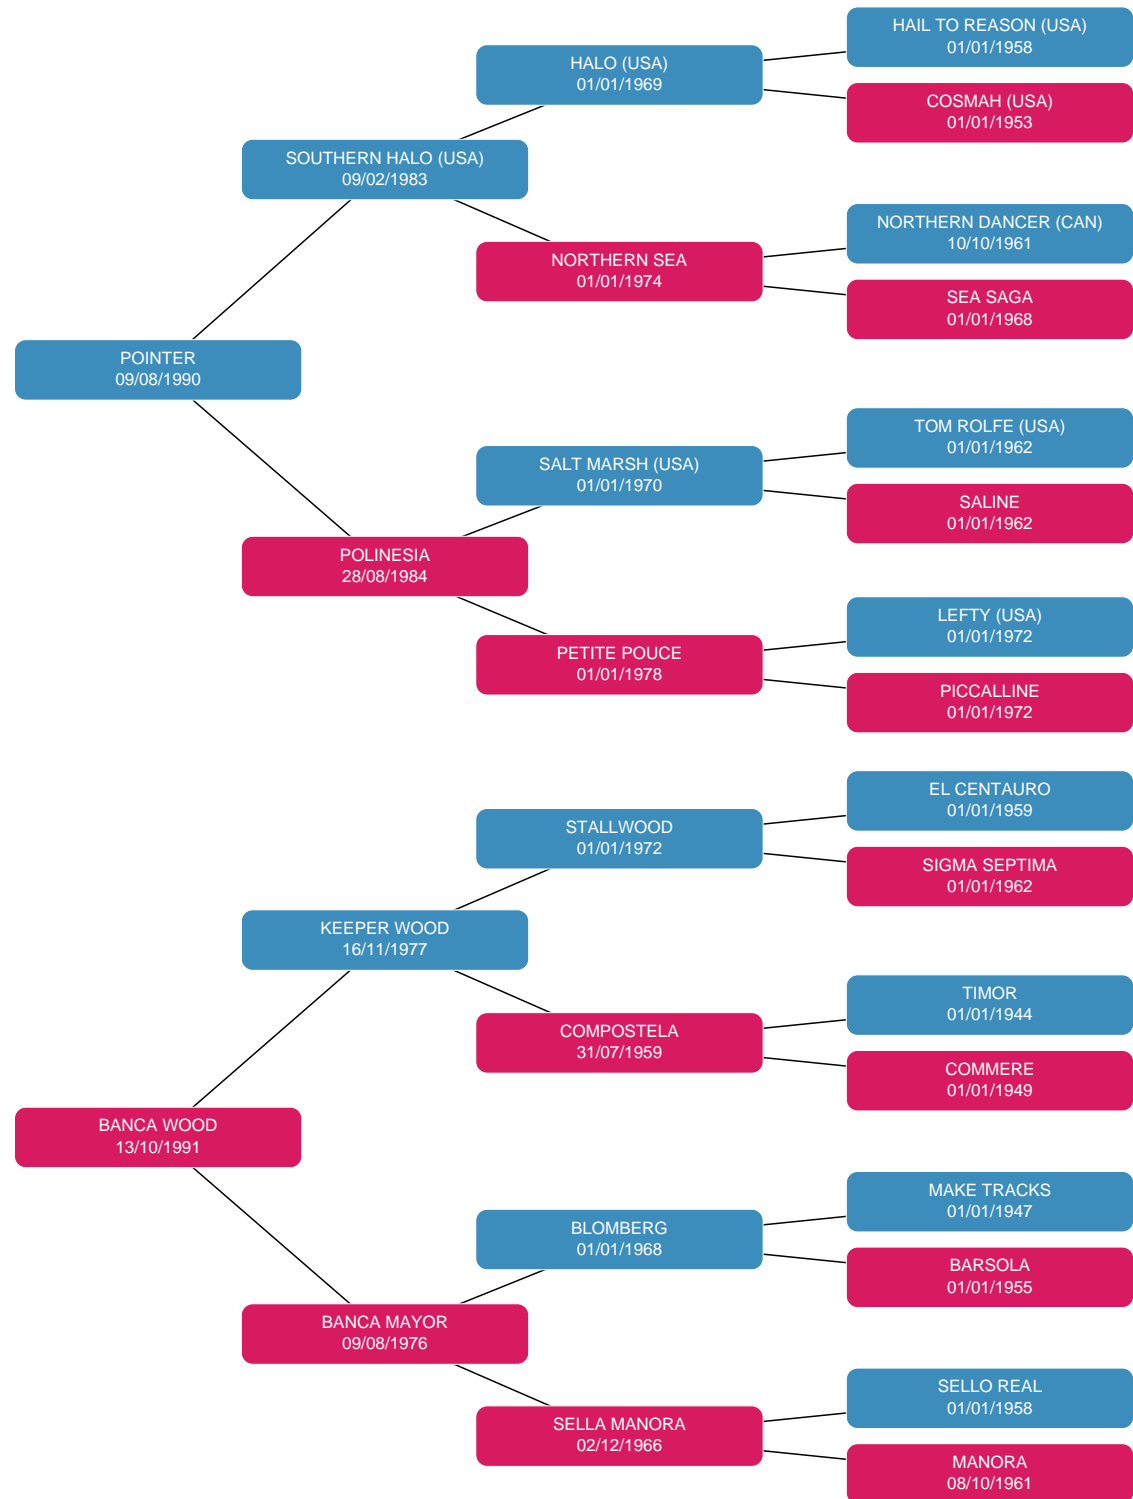 HAIL TO REASON (USA)
01/01/1958
HALO (USA)
01/01/1969
COSMAH (USA)
01/01/1953
SOUTHERN HALO (USA)
09/02/1983
NORTHERN DANCER (CAN)
10/10/1961
NORTHERN SEA
01/01/1974
SEA SAGA
01/01/1968
POINTER
09/08/1990
TOM ROLFE (USA)
01/01/1962
SALT MARSH (USA)
01/01/1970
SALINE
01/01/1962
POLINESIA
28/08/1984
LEFTY (USA)
01/01/1972
PETITE POUCE
01/01/1978
PICCALLINE
01/01/1972
EL CENTAURO
01/01/1959
STALLWOOD
01/01/1972
SIGMA SEPTIMA
01/01/1962
KEEPER WOOD
16/11/1977
TIMOR
01/01/1944
COMPOSTELA
31/07/1959
COMMERE
01/01/1949
BANCA WOOD
13/10/1991
MAKE TRACKS
01/01/1947
BLOMBERG
01/01/1968
BARSOLA
01/01/1955
BANCA MAYOR
09/08/1976
SELLO REAL
01/01/1958
SELLA MANORA
02/12/1966
MANORA
08/10/1961